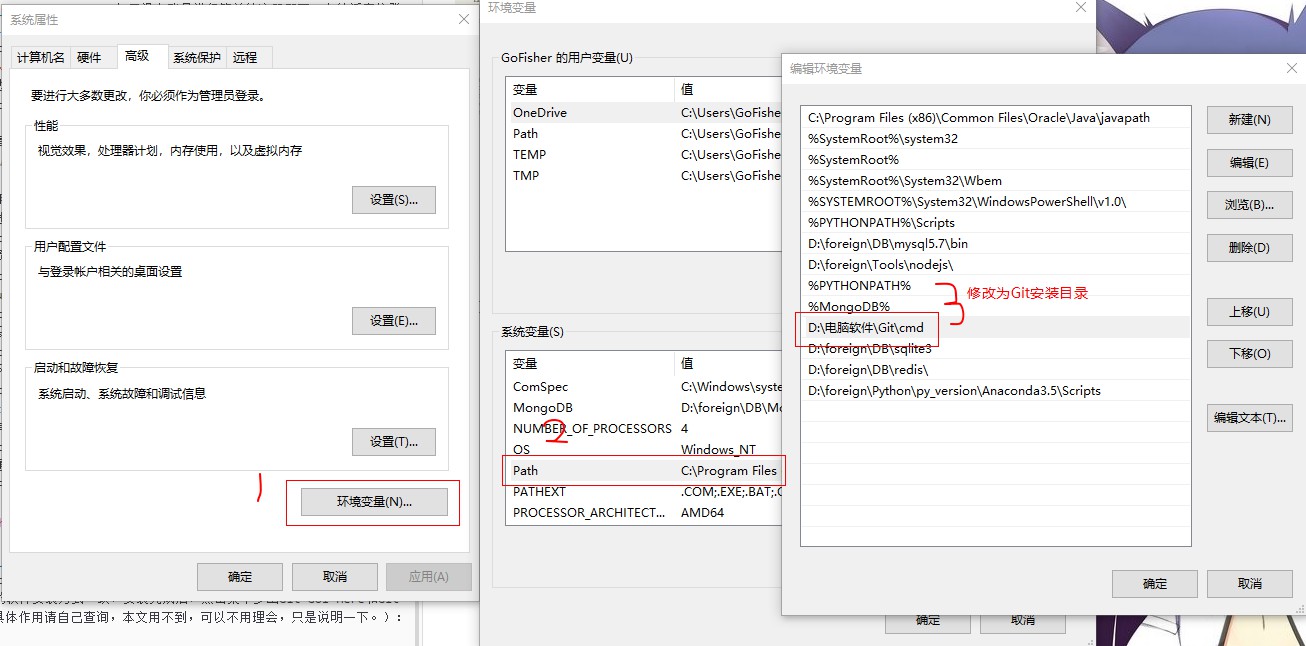 系统属性
计算机名 硬件 高级 系统保护 远程
要进行大多数更改，你必须作为管理员登录。
性能
视觉效果，处理器计划，内存使用，以及虚拟内存
设置(S)...
用户配置文件
与登录帐户相关的桌面设置
设置(E)...
启动和故障恢复
系统启动、系统故障和调试信息
设置(T)...
1
环境变量(N)...
确定 取消 应用(A)
具体作用请自己查询，本文用不到，可以不用理会，只是说明一下。）：
环境变量
GoFisher 的用户变量(U)
变量 值
OneDrive C:\Users\GoFishe
Path C:\Users\GoFishe
TEMP C:\Users\GoFishe
TMP C:\Users\GoFishe
系统变量(S)
变量 值
ComSpec C:\Windows\syste
MongoDB D:\foreign\DB\Mo
2
NUMBER_OF_PROCESSORS 4
OS Windows_NT
Path C:\Program Files
PATHEXT .COM;.EXE;.BAT;.C
PROCESSOR_ARCHITECT... AMD64
确定 取消
编辑环境变量
C:\Program Files (x86)\Common Files\Oracle\Java\javapath
%SystemRoot%\system32
%SystemRoot%
%SystemRoot%\System32\Wbem
%SYSTEMROOT%\System32\WindowsPowerShell\v1.0\
%PYTHONPATH%\Scripts
D:\foreign\DB\mysql5.7\bin
D:\foreign\Tools\nodejs\
%PYTHONPATH%
%MongoDB%
D:\电脑软件\Git\cmd
D:\foreign\DB\sqlite3
D:\foreign\DB\redis\
D:\foreign\Python\py_version\Anaconda3.5\Scripts
修改为Git安装目录
新建(N)
编辑(E)
浏览(B)...
删除(D)
上移(U)
下移(O)
编辑文本(T)...
确定 取消